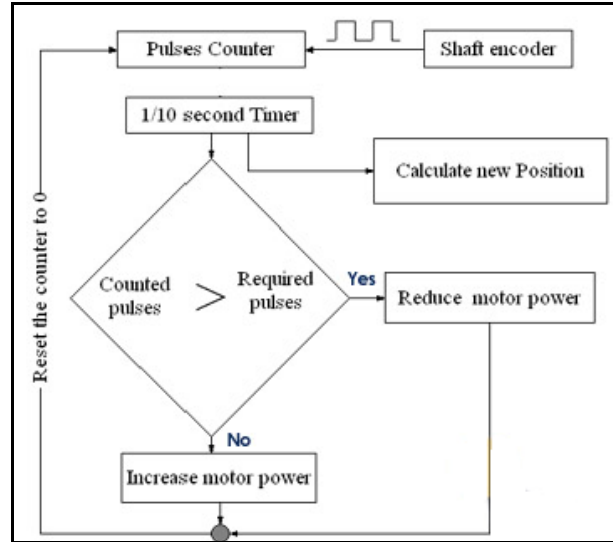 Pulses Counter
Shaft encoder
1/10 second Timer
Calculate new Position
Counted
pulses
>
Required
pulses
Yes
Reduce motor power
No
Increase motor power
Reset the counter to 0